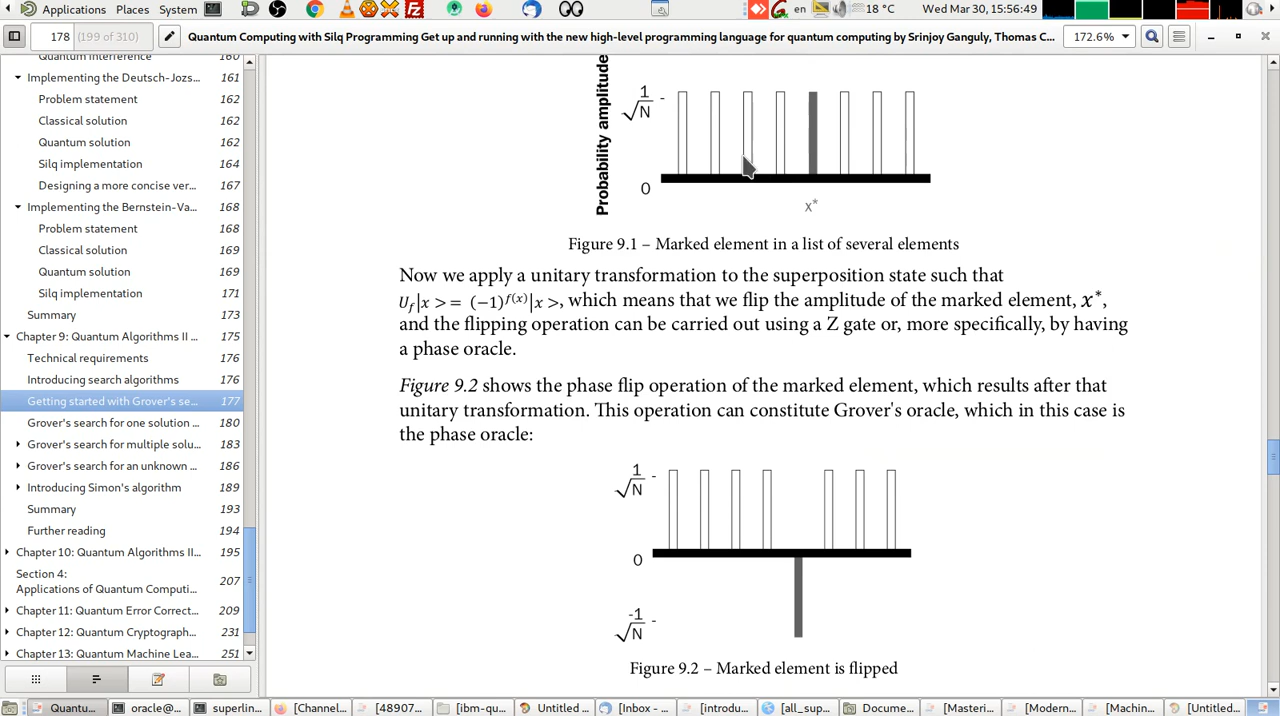 Applications Places System 18 °C Wed Mar 30, 15:56:49
178 (199 of 310) Quantum Computing with Silq Programming Get up and running with the new high-level programming language for quantum computing by Srinjoy Ganguly, Thomas C... 172.6%
Quantum interference 160
Implementing the Deutsch-Jozs... 161
Problem statement 162
Classical solution 162
Quantum solution 162
Silq implementation 164
Designing a more concise ver... 167
Implementing the Bernstein-Va... 168
Problem statement 168
Classical solution 169
Quantum solution 169
Silq implementation 171
Summary 173
Chapter 9: Quantum Algorithms II ... 175
Technical requirements 176
Introducing search algorithms 176
Getting started with Grover's se... 177
Grover's search for one solution 180
Grover's search for multiple solu... 183
Grover's search for an unknown ... 186
Introducing Simon's algorithm 189
Summary 193
Further reading 194
Chapter 10: Quantum Algorithms II... 195
Section 4:
Applications of Quantum Computi... 207
Chapter 11: Quantum Error Correct... 209
Chapter 12: Quantum Cryptograph... 231
Chapter 13: Quantum Machine Lea... 251
Probability amplitude
1
√N
0
x*
Figure 9.1 – Marked element in a list of several elements
Now we apply a unitary transformation to the superposition state such that
U_f|x >= (−1)^f(x)|x >, which means that we flip the amplitude of the marked element, x*,
and the flipping operation can be carried out using a Z gate or, more specifically, by having
a phase oracle.
Figure 9.2 shows the phase flip operation of the marked element, which results after that
unitary transformation. This operation can constitute Grover's oracle, which in this case is
the phase oracle:
1
√N
0
-1
√N
Figure 9.2 – Marked element is flipped
Quantu... oracle@... superlin... [Channel... [48907... [ibm-qu... Untitled ... [Inbox - ... [introdu... [all_sup... Docume... [Masteri... [Modern... [Machin... [Untitled...